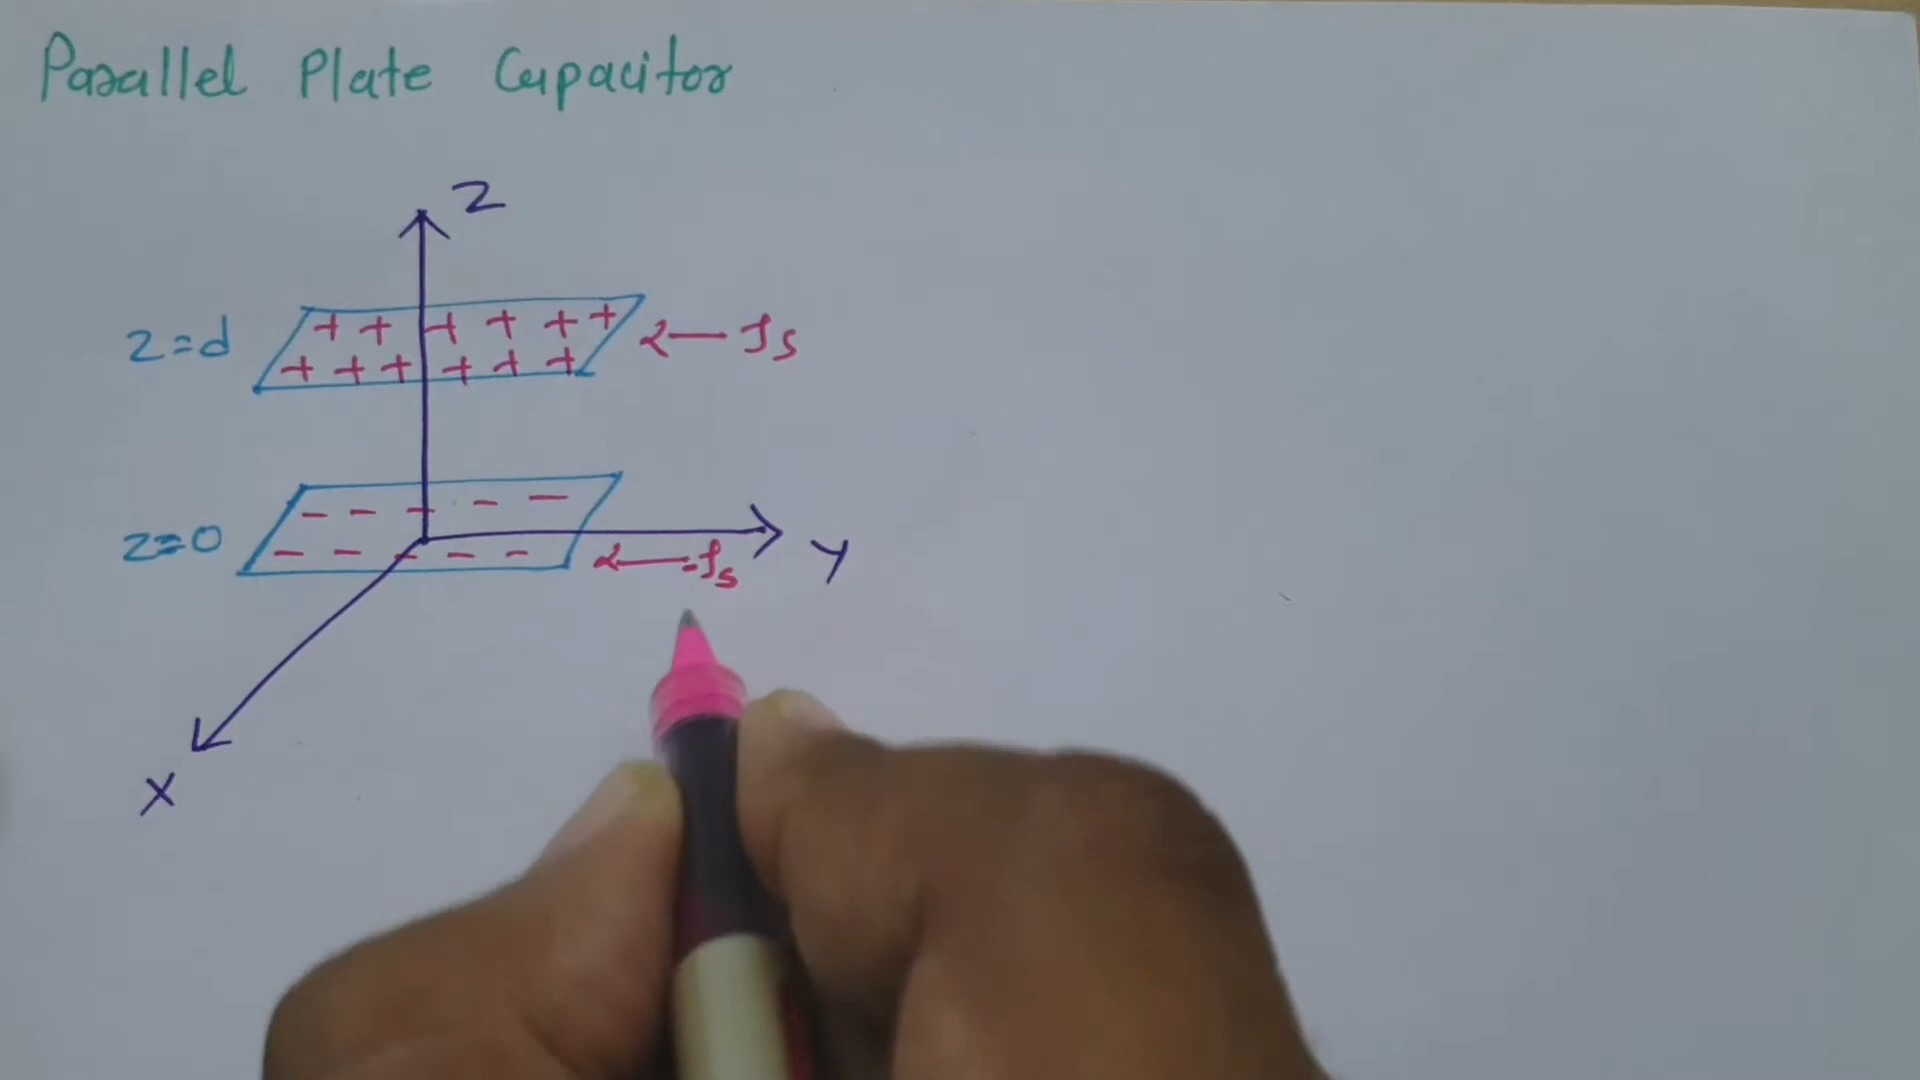 Parallel Plate Capacitor
Z
z=d
+ + + + + +
+ + + + + +
← ρs
z=0
- - - - -
- - - - -
← -ρs
Y
X